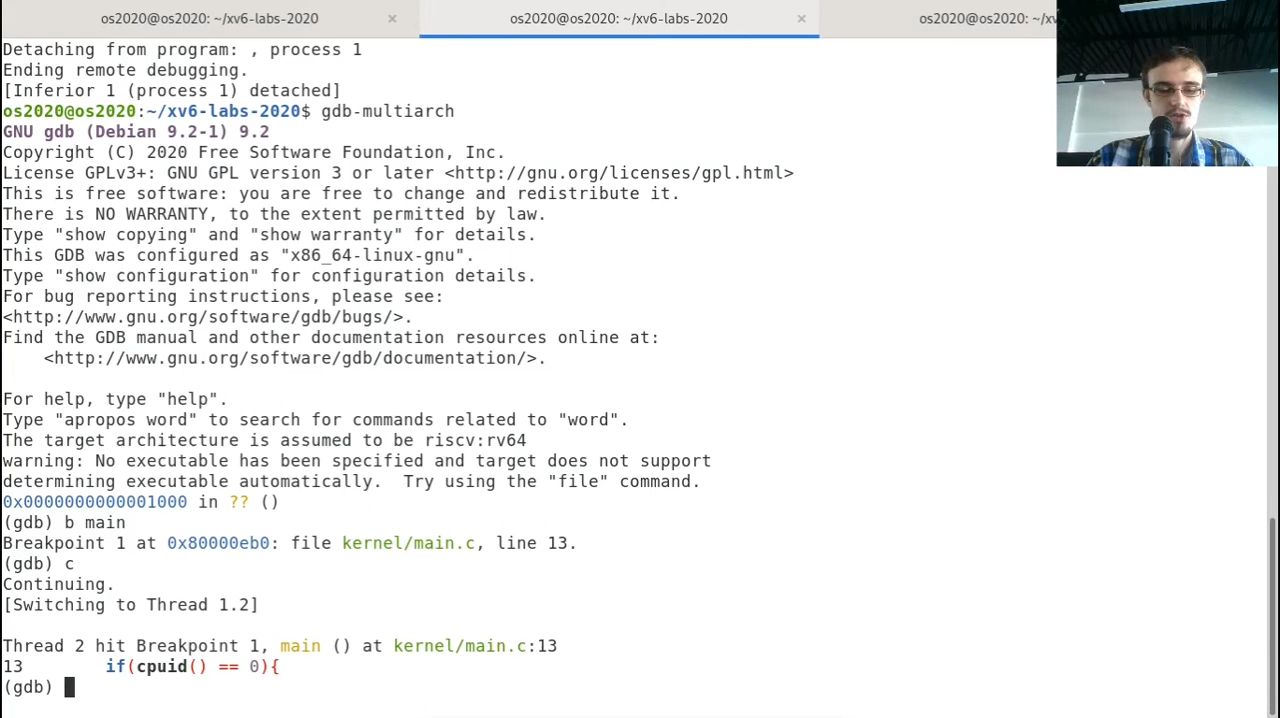 os2020@os2020: ~/xv6-labs-2020 × os2020@os2020: ~/xv6-labs-2020 × os2020@os2020: ~/xv
Detaching from program: , process 1
Ending remote debugging.
[Inferior 1 (process 1) detached]
os2020@os2020:~/xv6-labs-2020$ gdb-multiarch
GNU gdb (Debian 9.2-1) 9.2
Copyright (C) 2020 Free Software Foundation, Inc.
License GPLv3+: GNU GPL version 3 or later <http://gnu.org/licenses/gpl.html>
This is free software: you are free to change and redistribute it.
There is NO WARRANTY, to the extent permitted by law.
Type "show copying" and "show warranty" for details.
This GDB was configured as "x86_64-linux-gnu".
Type "show configuration" for configuration details.
For bug reporting instructions, please see:
<http://www.gnu.org/software/gdb/bugs/>.
Find the GDB manual and other documentation resources online at:
    <http://www.gnu.org/software/gdb/documentation/>.
For help, type "help".
Type "apropos word" to search for commands related to "word".
The target architecture is assumed to be riscv:rv64
warning: No executable has been specified and target does not support
determining executable automatically.  Try using the "file" command.
0x0000000000001000 in ?? ()
(gdb) b main
Breakpoint 1 at 0x80000eb0: file kernel/main.c, line 13.
(gdb) c
Continuing.
[Switching to Thread 1.2]
Thread 2 hit Breakpoint 1, main () at kernel/main.c:13
13        if(cpuid() == 0){
(gdb)